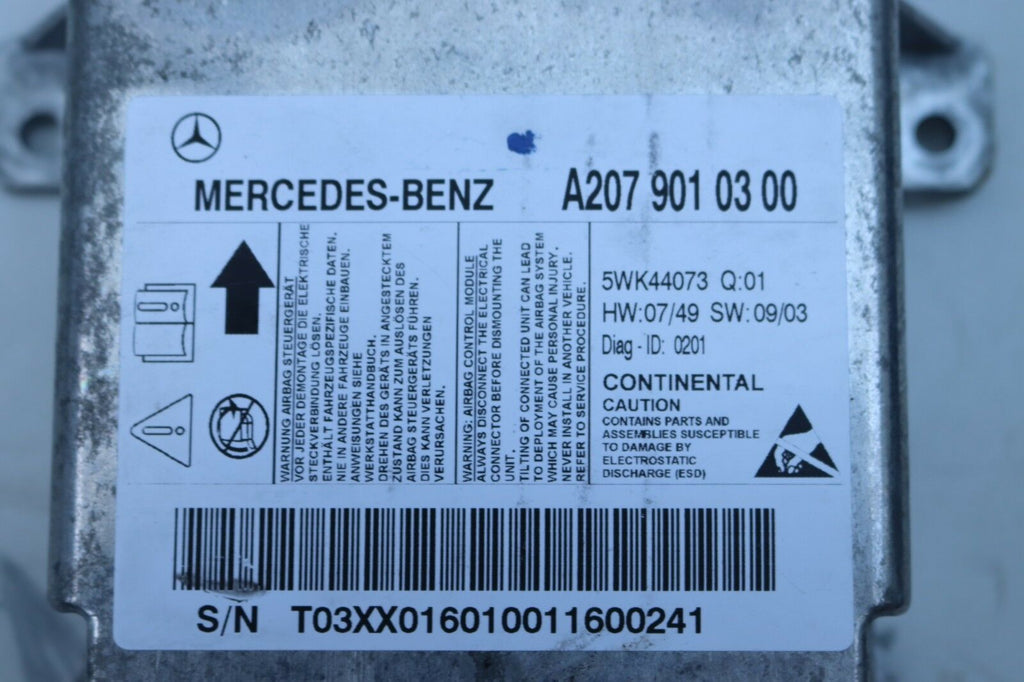 MERCEDES-BENZ A207 901 03 00
WARNUNG AIRBAG STEUERGERÄT
VOR JEDER DEMONTAGE DIE ELEKTRISCHE
STECKVERBINDUNG LÖSEN.
ENTHÄLT FAHRZEUGSPEZIFISCHE DATEN.
NIE IN ANDERE FAHRZEUGE EINBAUEN.
ANWEISUNGEN SIEHE
WERKSTATTHANDBUCH.
DREHEN DES GERÄTS IN ANGESTECKTEM
ZUSTAND KANN ZUM AUSLÖSEN DES
AIRBAG STEUERGERÄTS FÜHREN.
DIES KANN VERLETZUNGEN
VERURSACHEN.
WARNING: AIRBAG CONTROL MODULE
ALWAYS DISCONNECT THE ELECTRICAL
CONNECTOR BEFORE DISMOUNTING THE
UNIT.
TILTING OF CONNECTED UNIT CAN LEAD
TO DEPLOYMENT OF THE AIRBAG SYSTEM
WHICH MAY CAUSE PERSONAL INJURY.
NEVER INSTALL IN ANOTHER VEHICLE.
REFER TO SERVICE PROCEDURE.
5WK44073 Q:01
HW:07/49 SW:09/03
Diag - ID: 0201
CONTINENTAL
CAUTION
CONTAINS PARTS AND
ASSEMBLIES SUSCEPTIBLE
TO DAMAGE BY
ELECTROSTATIC
DISCHARGE (ESD)
S/N T03XX016010011600241